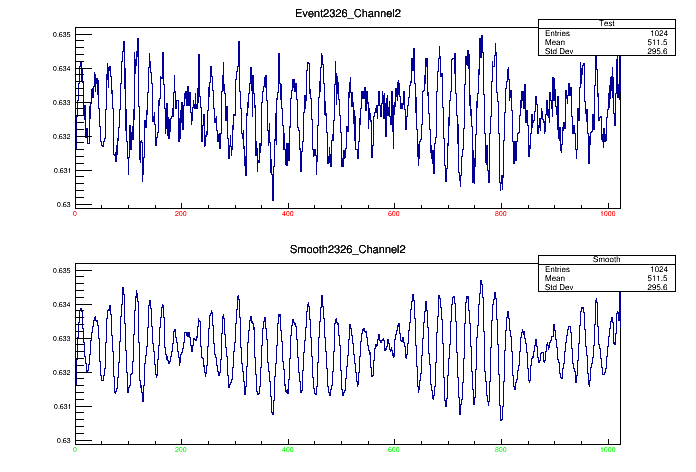 Event2326_Channel2
Test
Entries 1024
Mean 511.5
Std Dev 295.6
0.635
0.634
0.633
0.632
0.631
0.63
0 200 400 600 800 1000
Smooth2326_Channel2
Smooth
Entries 1024
Mean 511.5
Std Dev 295.6
0.635
0.634
0.633
0.632
0.631
0.63
0 200 400 600 800 1000